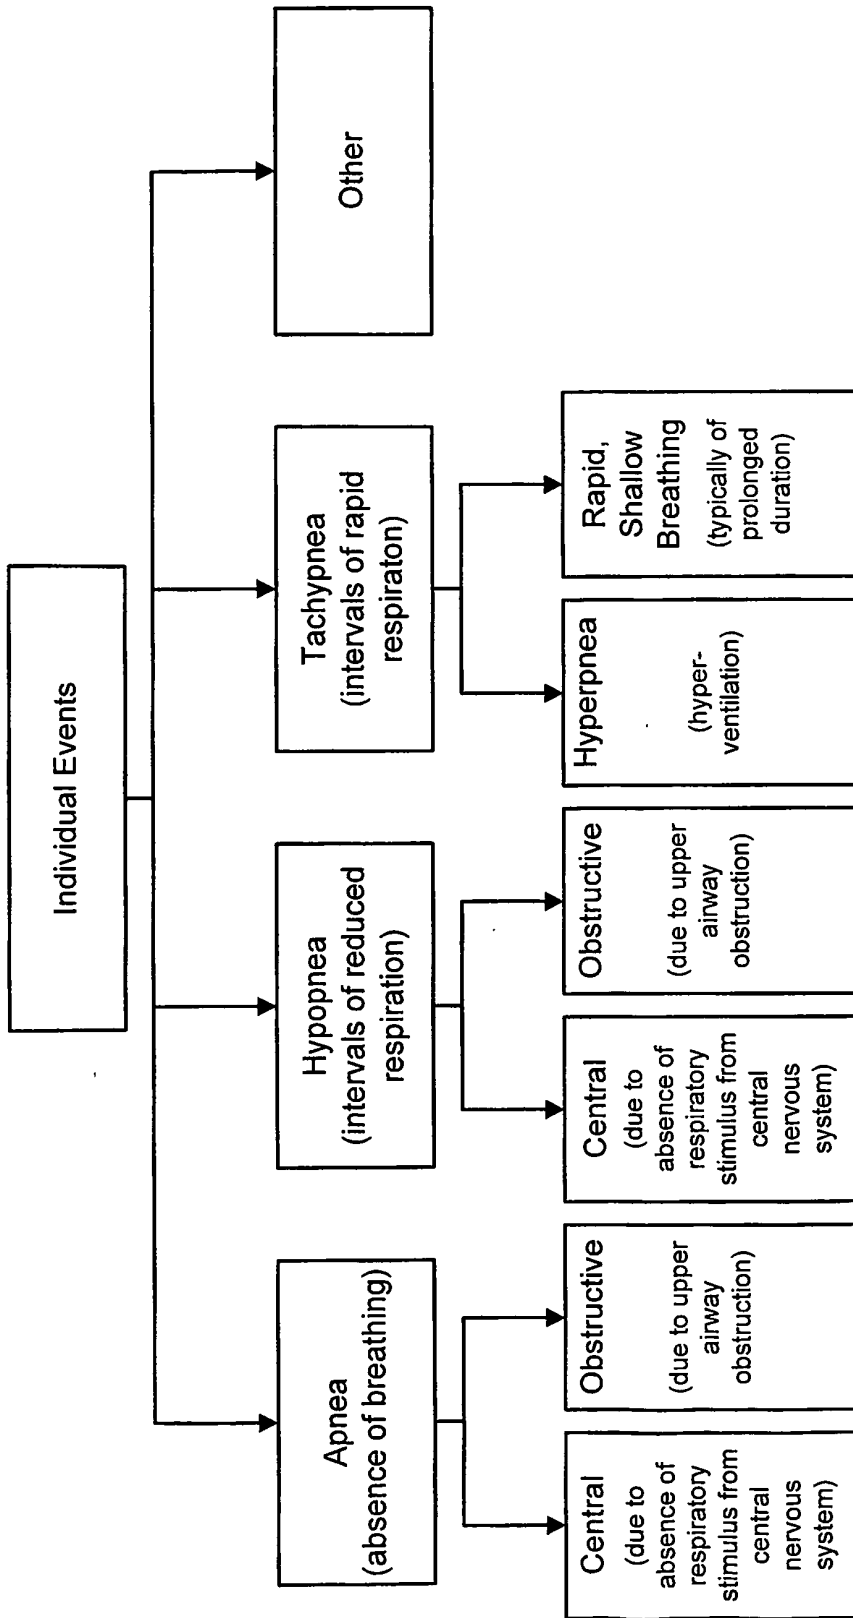 Individual Events
Apnea
(absence of breathing)
Hypopnea
(intervals of reduced
respiration)
Tachypnea
(intervals of rapid
respiraton)
Other
Central
(due to
absence of
respiratory
stimulus from
central
nervous
system)
Obstructive
(due to upper
airway
obstruction)
Central
(due to
absence of
respiratory
stimulus from
central
nervous
system)
Obstructive
(due to upper
airway
obstruction)
Hyperpnea
(hyper-
ventilation)
Rapid,
Shallow
Breathing
(typically of
prolonged
duration)